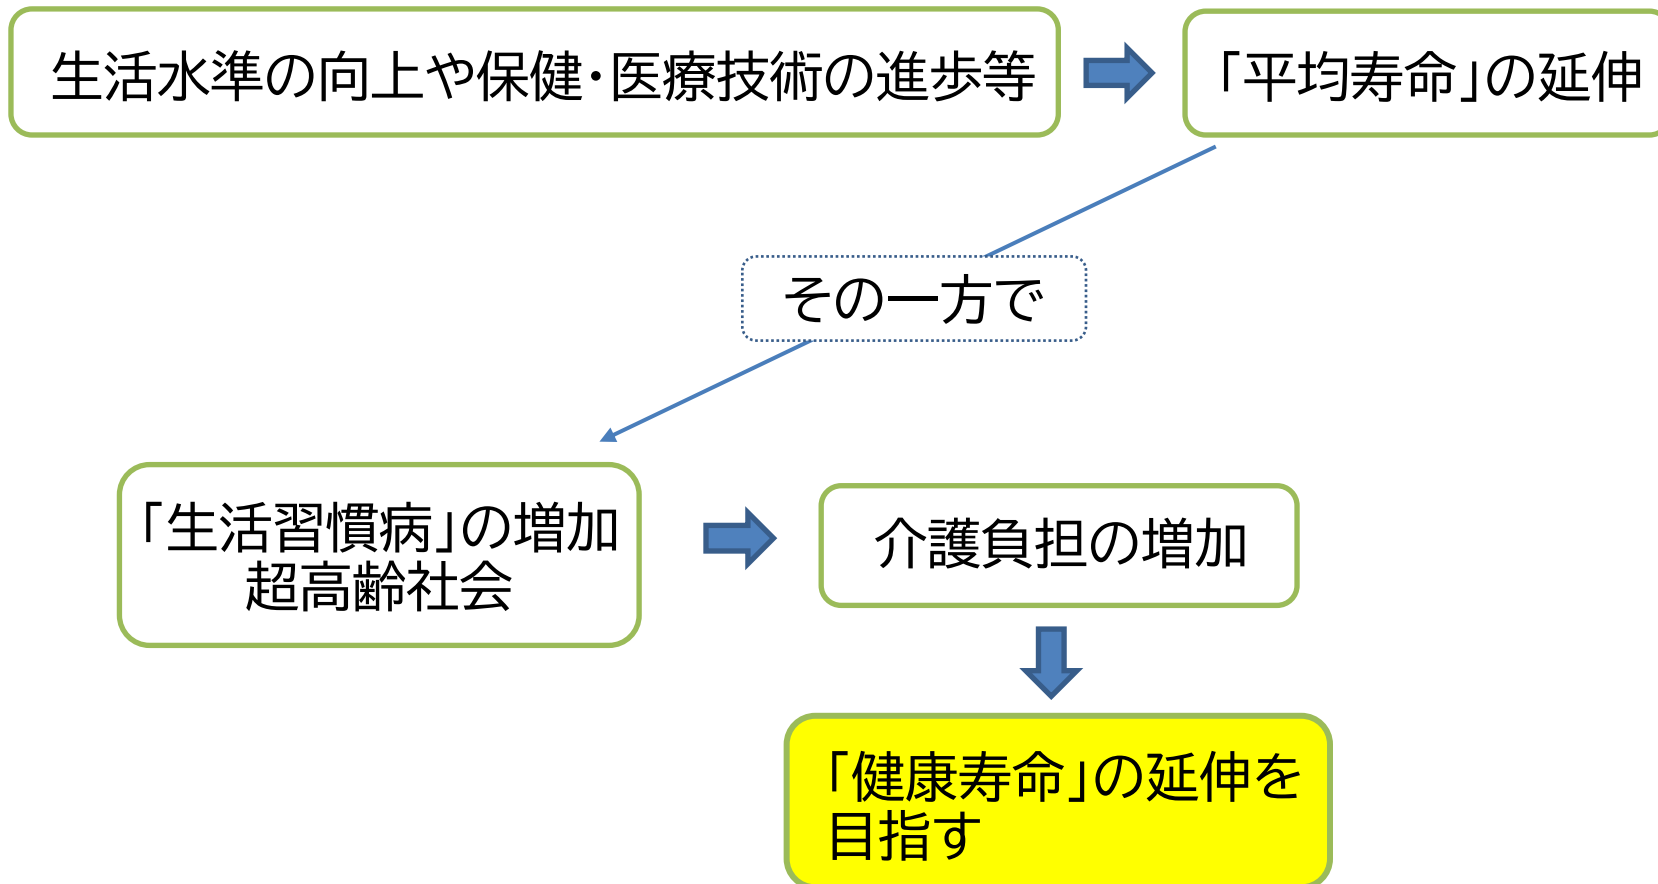 生活水準の向上や保健・医療技術の進歩等
「平均寿命」の延伸
その一方で
「生活習慣病」の増加
超高齢社会
介護負担の増加
「健康寿命」の延伸を
目指す